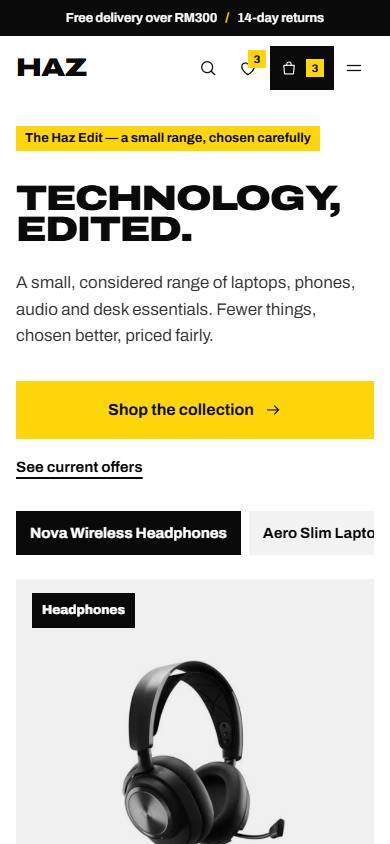 Free delivery over RM300 / 14-day returns
HAZ
3
3
The Haz Edit — a small range, chosen carefully
TECHNOLOGY,
EDITED.
A small, considered range of laptops, phones,
audio and desk essentials. Fewer things,
chosen better, priced fairly.
Shop the collection →
See current offers
Nova Wireless Headphones
Aero Slim Lapto
Headphones